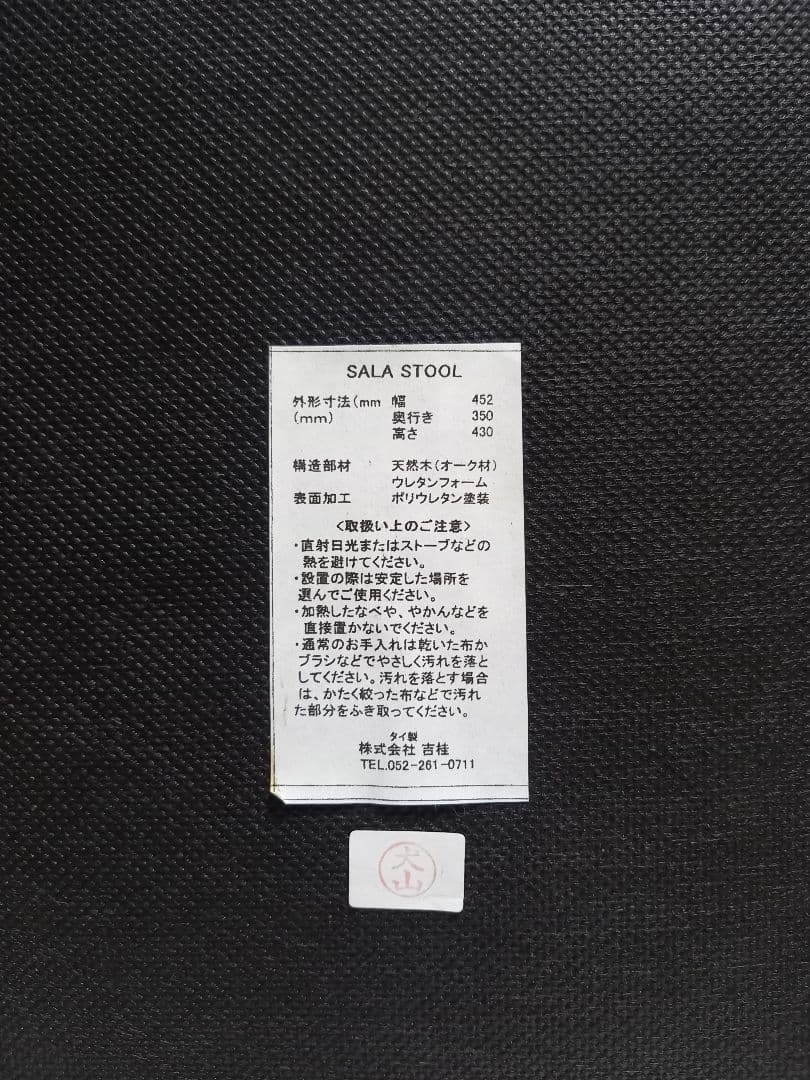 SALA STOOL
外形寸法(mm 幅 452
(mm) 奥行き 350
高さ 430
構造部材 天然木(オーク材)
ウレタンフォーム
表面加工 ポリウレタン塗装
<取扱い上のご注意>
・直射日光またはストーブなどの
熱を避けてください。
・設置の際は安定した場所を
選んでご使用ください。
・加熱したなべや、やかんなどを
直接置かないでください。
・通常のお手入れは乾いた布か
ブラシなどでやさしく汚れを落と
してください。汚れを落とす場合
は、かたく絞った布などで汚れ
た部分をふき取ってください。
タイ製
株式会社 吉桂
TEL.052-261-0711
犬山